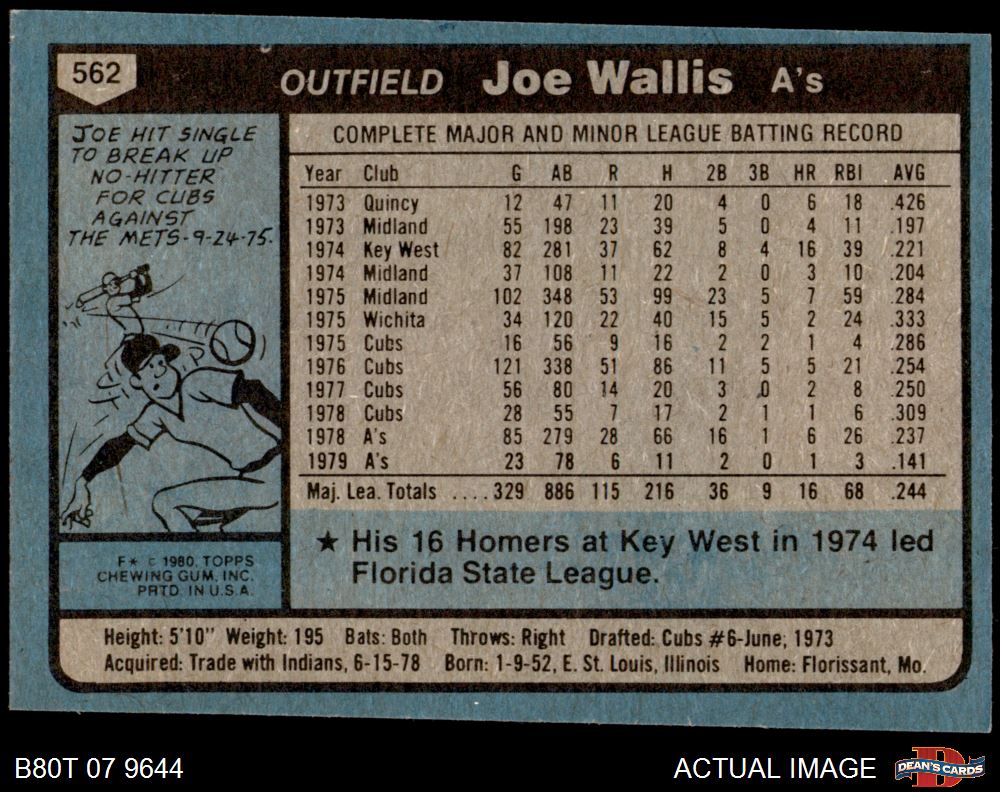 562
OUTFIELD Joe Wallis A's
JOE HIT SINGLE
TO BREAK UP
NO-HITTER
FOR CUBS
AGAINST
THE METS-9-24-75.
COMPLETE MAJOR AND MINOR LEAGUE BATTING RECORD
Year Club G AB R H 2B 3B HR RBI AVG
1973 Quincy 12 47 11 20 4 0 6 18 .426
1973 Midland 55 198 23 39 5 0 4 11 .197
1974 Key West 82 281 37 62 8 4 16 39 .221
1974 Midland 37 108 11 22 2 0 3 10 .204
1975 Midland 102 348 53 99 23 5 7 59 .284
1975 Wichita 34 120 22 40 15 5 2 24 .333
1975 Cubs 16 56 9 16 2 2 1 4 .286
1976 Cubs 121 338 51 86 11 5 5 21 .254
1977 Cubs 56 80 14 20 3 0 2 8 .250
1978 Cubs 28 55 7 17 2 1 1 6 .309
1978 A's 85 279 28 66 16 1 6 26 .237
1979 A's 23 78 6 11 2 0 1 3 .141
Maj. Lea. Totals ....329 886 115 216 36 9 16 68 .244
★ His 16 Homers at Key West in 1974 led
Florida State League.
F* © 1980 TOPPS
CHEWING GUM, INC.
PRTD. IN U.S.A.
Height: 5'10" Weight: 195 Bats: Both Throws: Right Drafted: Cubs #6-June, 1973
Acquired: Trade with Indians, 6-15-78 Born: 1-9-52, E. St. Louis, Illinois Home: Florissant, Mo.
B80T 07 9644
ACTUAL IMAGE
DEAN'S CARDS